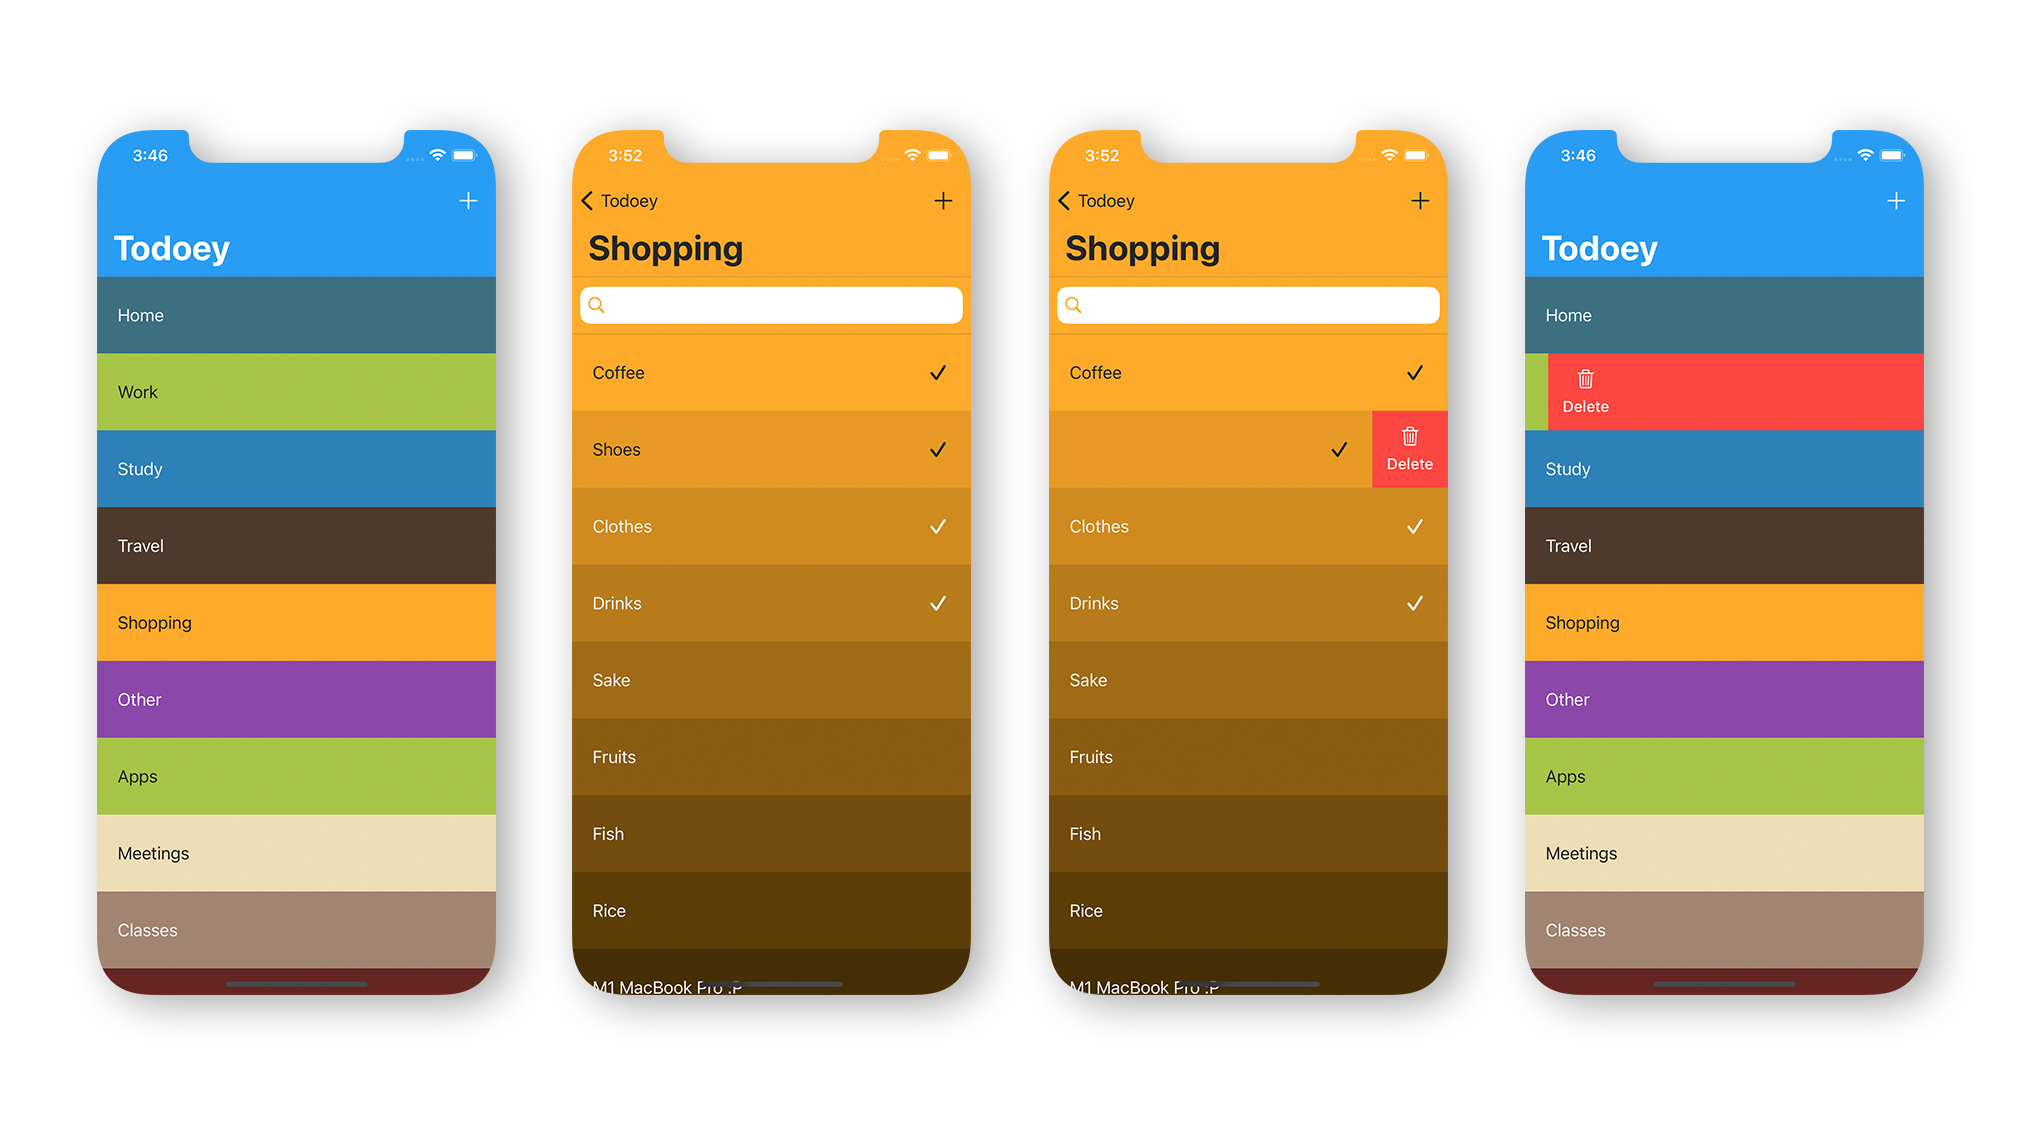 3:46
Todoey
Home
Work
Study
Travel
Shopping
Other
Apps
Meetings
Classes
3:52
Todoey
Shopping
Coffee
Shoes
Clothes
Drinks
Sake
Fruits
Fish
Rice
M1 MacBook Pro :P
3:52
Todoey
Shopping
Coffee
Delete
Clothes
Drinks
Sake
Fruits
Fish
Rice
M1 MacBook Pro :P
3:46
Todoey
Home
Delete
Study
Travel
Shopping
Other
Apps
Meetings
Classes